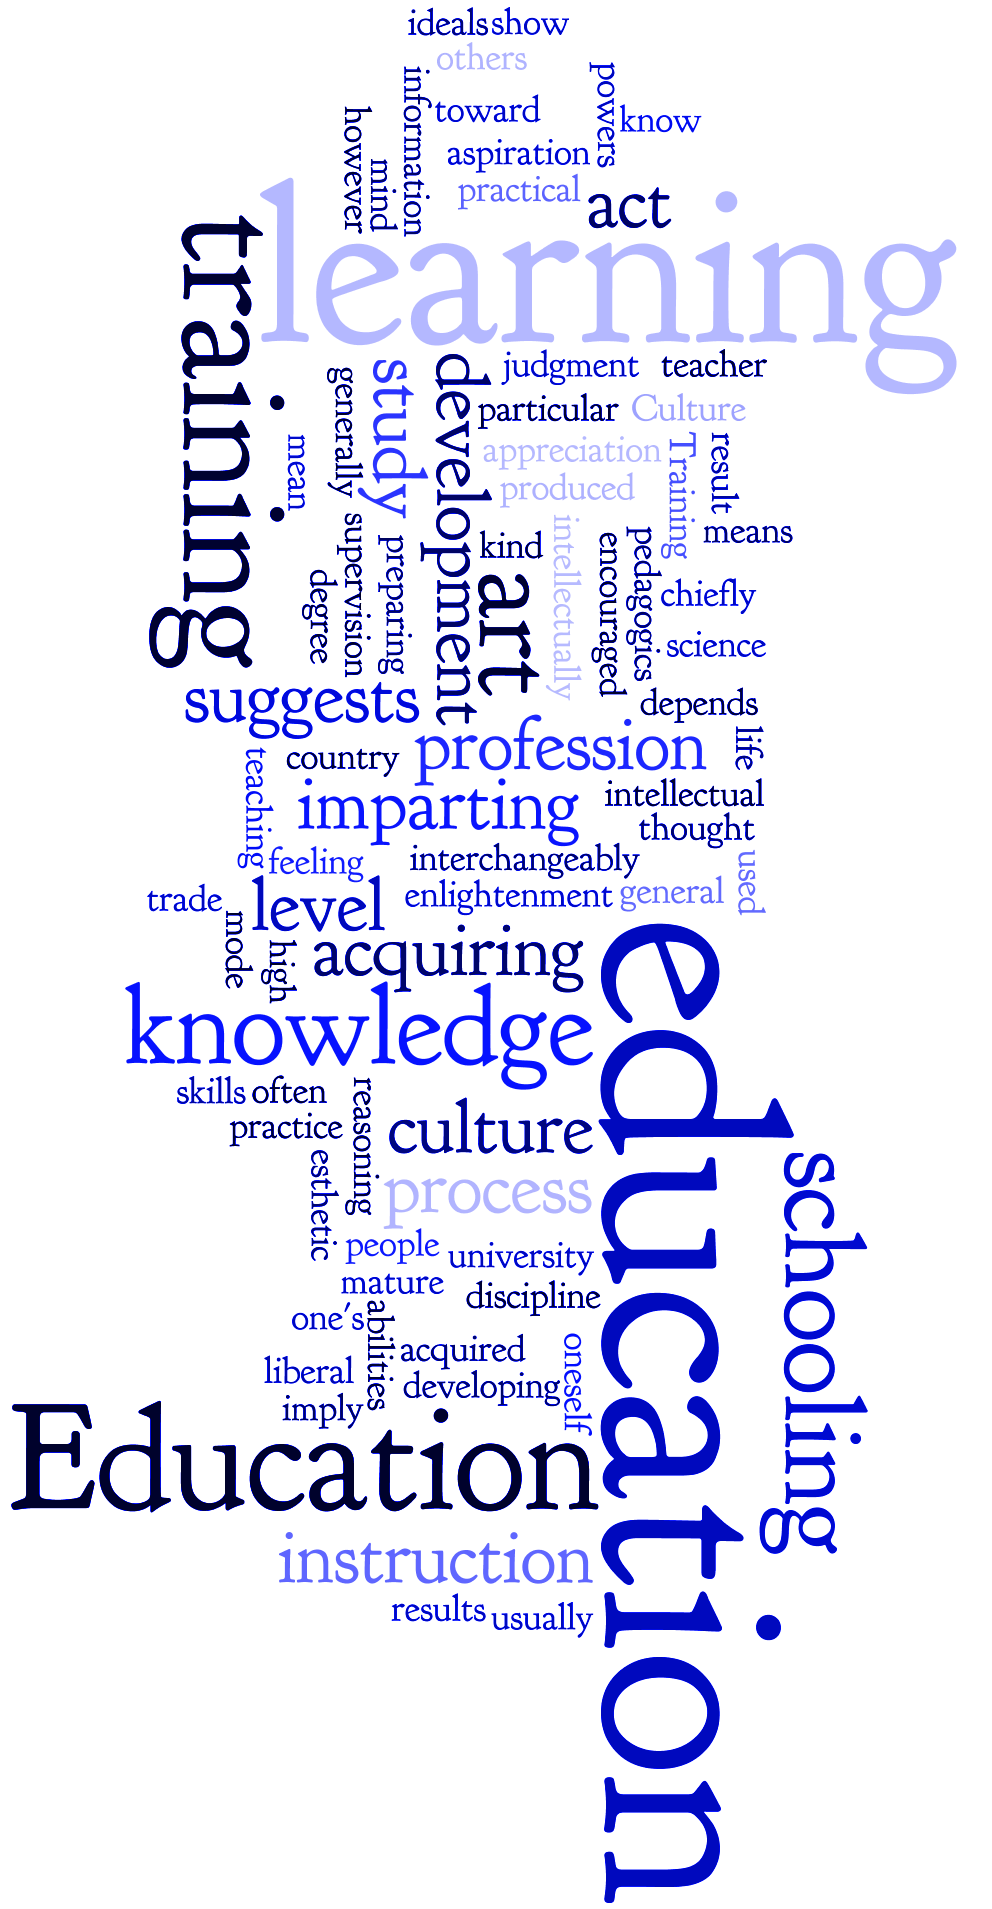 ideals
show
others
information
toward
powers
know
however
mind
aspiration
practical
act
learning
training
development
judgment
teacher
study
generally
particular
Culture
mean
appreciation
Training
result
produced
means
supervision
preparing
degree
kind
art
intellectually
encouraged
pedagogics
chiefly
science
suggests
depends
profession
life
country
teaching
imparting
intellectual
thought
feeling
interchangeably
used
trade
level
enlightenment
general
mode
high
acquiring
education
knowledge
skills
often
reasoning
practice
culture
schooling
esthetic
process
people
university
mature
discipline
one´s
abilities
acquired
oneself
liberal
developing
imply
Education
instruction
results
usually